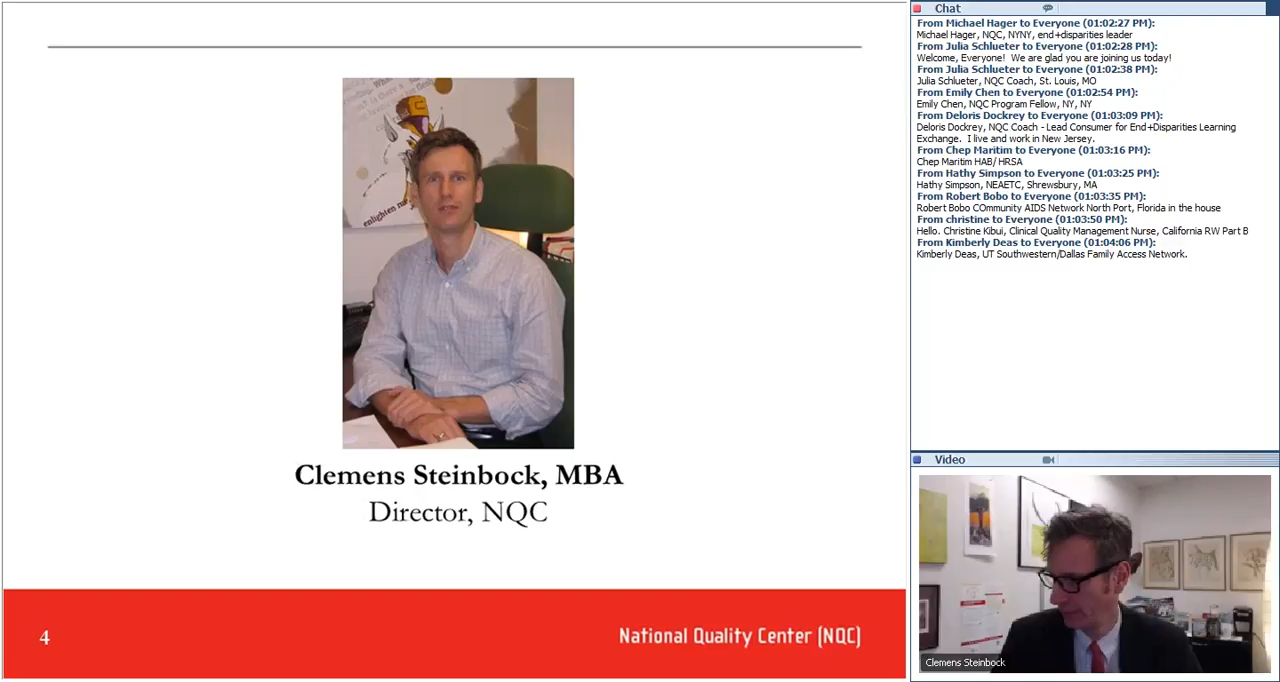 enlighten
Clemens Steinbock, MBA
Director, NQC
4
National Quality Center (NQC)
Chat
From Michael Hager to Everyone (01:02:27 PM):
Michael Hager, NQC, NYNY, end+disparities leader
From Julia Schlueter to Everyone (01:02:28 PM):
Welcome, Everyone!  We are glad you are joining us today!
From Julia Schlueter to Everyone (01:02:38 PM):
Julia Schlueter, NQC Coach, St. Louis, MO
From Emily Chen to Everyone (01:02:54 PM):
Emily Chen, NQC Program Fellow, NY, NY
From Deloris Dockrey to Everyone (01:03:09 PM):
Deloris Dockrey, NQC Coach - Lead Consumer for End+Disparities Learning
Exchange.  I live and work in New Jersey.
From Chep Maritim to Everyone (01:03:16 PM):
Chep Maritim HAB/ HRSA
From Hathy Simpson to Everyone (01:03:25 PM):
Hathy Simpson, NEAETC, Shrewsbury, MA
From Robert Bobo to Everyone (01:03:35 PM):
Robert Bobo COmmunity AIDS Network North Port, Florida in the house
From christine to Everyone (01:03:50 PM):
Hello. Christine Kibui, Clinical Quality Management Nurse, California RW Part B
From Kimberly Deas to Everyone (01:04:06 PM):
Kimberly Deas, UT Southwestern/Dallas Family Access Network.
Video
Clemens Steinbock